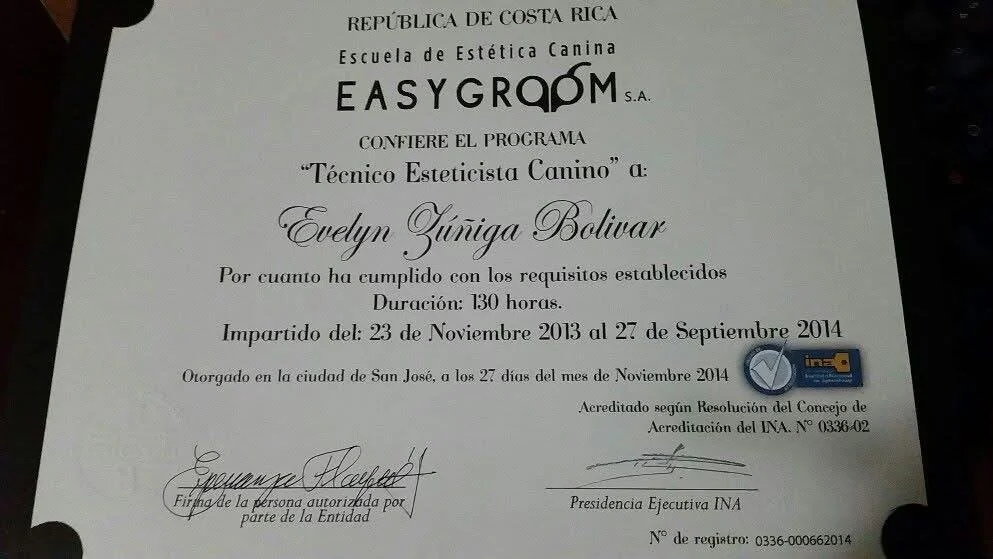 REPÚBLICA DE COSTA RICA
Escuela de Estética Canina
EASYGROOM S.A.
CONFIERE EL PROGRAMA
“Técnico Esteticista Canino” a:
Evelyn Zúñiga Bolivar
Por cuanto ha cumplido con los requisitos establecidos
Duración: 130 horas.
Impartido del: 23 de Noviembre 2013 al 27 de Septiembre 2014
Otorgado en la ciudad de San José, a los 27 días del mes de Noviembre 2014
ina
Acreditado según Resolución del Concejo de
Acreditación del INA. N° 0336-02
Firma de la persona autorizada por
parte de la Entidad
Presidencia Ejecutiva INA
N° de registro: 0336-000662014